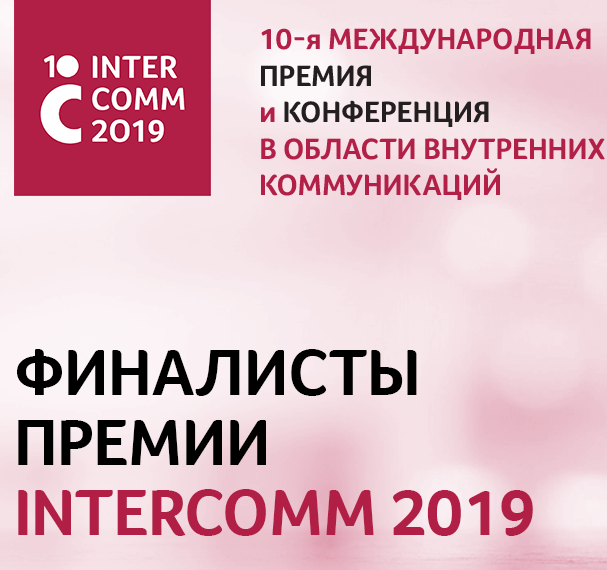 10 INTER
COMM
2019
10-я МЕЖДУНАРОДНАЯ
ПРЕМИЯ
и КОНФЕРЕНЦИЯ
В ОБЛАСТИ ВНУТРЕННИХ
КОММУНИКАЦИЙ
ФИНАЛИСТЫ
ПРЕМИИ
INTERCOMM 2019